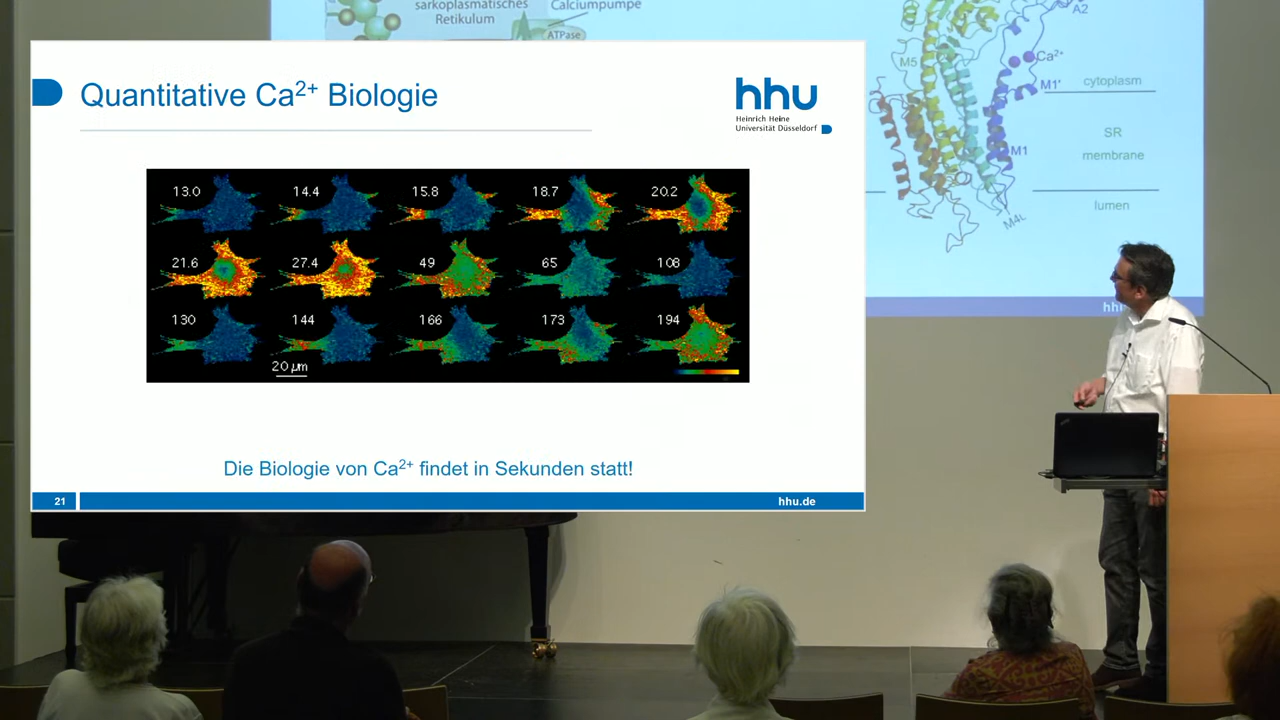 sarkoplasmatisches
Retikulum
Calciumpumpe
ATPase
A2
M5
Ca²⁺
M1'
cytoplasm
SR
membrane
M1
lumen
M4L
hh
Quantitative Ca²⁺ Biologie
hhu
Heinrich Heine
Universität Düsseldorf
13.0 14.4 15.8 18.7 20.2
21.6 27.4 49 65 108
130 144 166 173 194
20 µm
Die Biologie von Ca²⁺ findet in Sekunden statt!
21
hhu.de